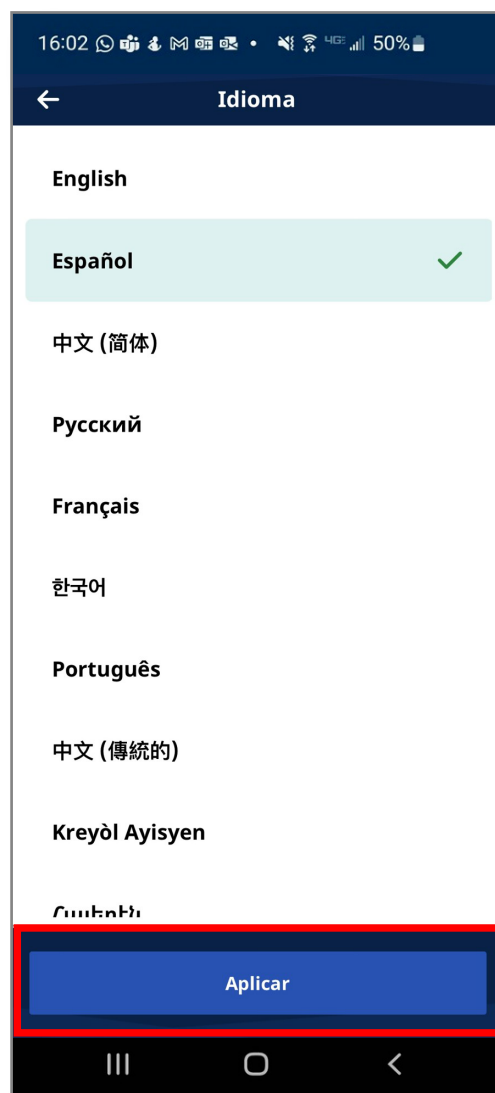 16:02 4GE 50%
Idioma
English
Español
中文 (简体)
Русский
Français
한국어
Português
中文 (傳統的)
Kreyòl Ayisyen
Aplicar